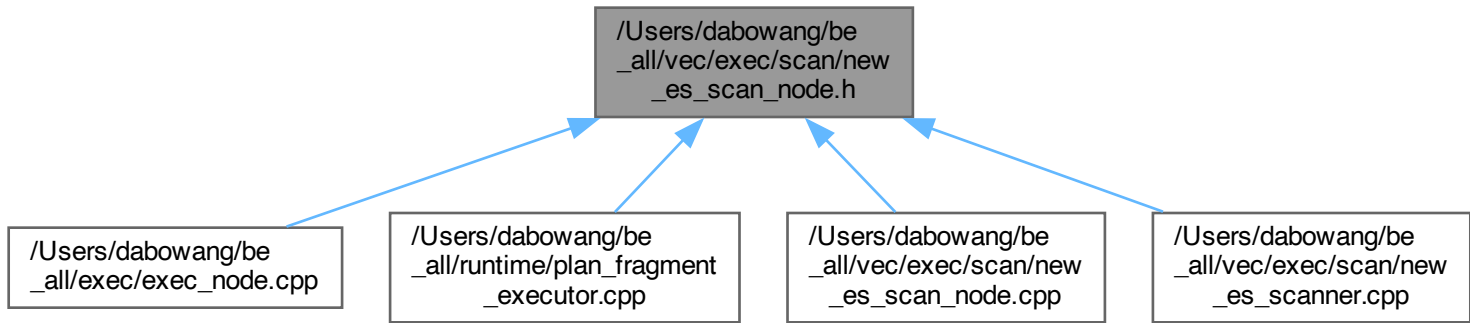 /Users/dabowang/be
_all/vec/exec/scan/new
_es_scan_node.h
/Users/dabowang/be
_all/exec/exec_node.cpp
/Users/dabowang/be
_all/runtime/plan_fragment
_executor.cpp
/Users/dabowang/be
_all/vec/exec/scan/new
_es_scan_node.cpp
/Users/dabowang/be
_all/vec/exec/scan/new
_es_scanner.cpp